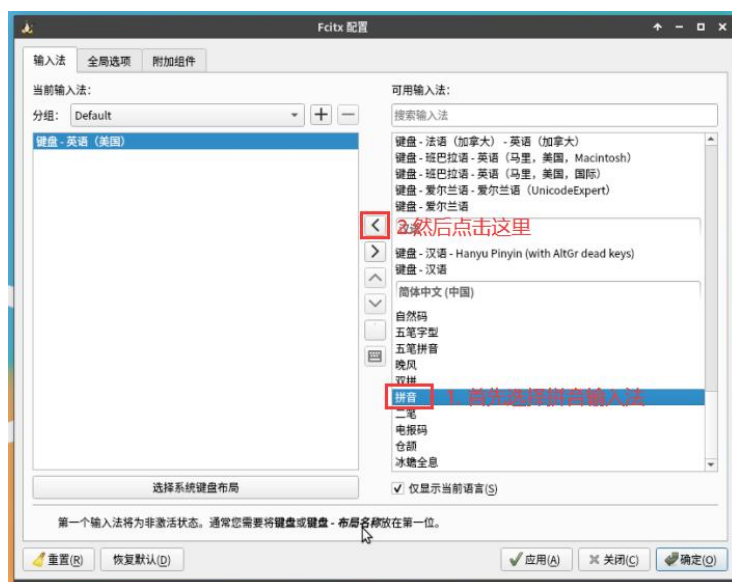 Fcitx 配置
输入法 全局选项 附加组件
当前输入法:
可用输入法:
分组: Default
搜索输入法
键盘 - 英语（美国）
键盘 - 法语（加拿大） - 英语（加拿大）
键盘 - 班巴拉语 - 英语（马里，美国，Macintosh）
键盘 - 班巴拉语 - 英语（马里，美国，国际）
键盘 - 爱尔兰语 - 爱尔兰语（UnicodeExpert）
键盘 - 爱尔兰语
2.然后点击这里
汉语
键盘 - 汉语 - Hanyu Pinyin (with AltGr dead keys)
键盘 - 汉语
简体中文 (中国)
自然码
五笔字型
五笔拼音
晚风
双拼
拼音 1. 首先选择拼音输入法
二笔
电报码
仓颉
冰蟾全息
选择系统键盘布局
仅显示当前语言(S)
第一个输入法将为非激活状态。通常您需要将键盘或键盘 - 布局名称放在第一位。
重置(R) 恢复默认(D) 应用(A) 关闭(C) 确定(O)